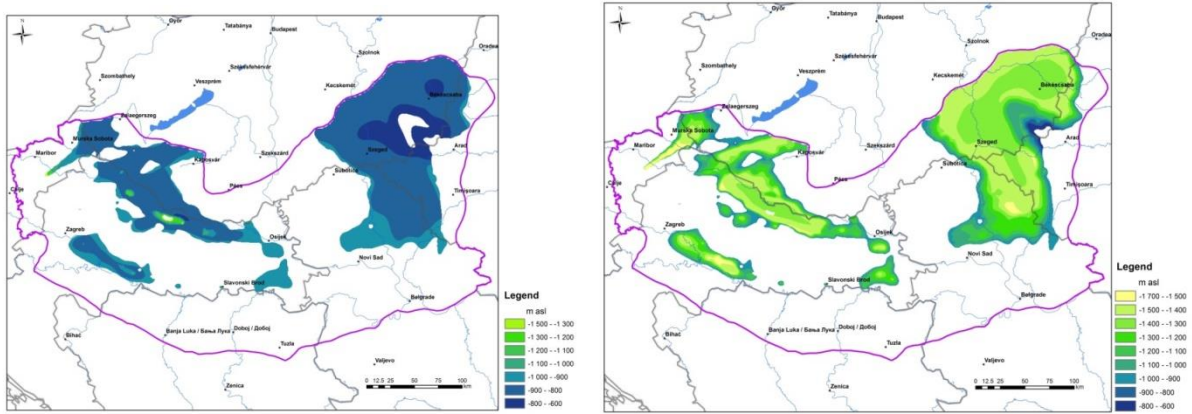 N
Győr
Tatabánya
Budapest
Szombathely
Veszprém
Székesfehérvár
Szolnok
Oradea
Kecskemét
Békéscsaba
Zalaegerszeg
Muraska Sobota
Maribor
Kaposvár
Szekszárd
Szeged
Arad
Subotica
Celje
Pécs
Timișoara
Zagreb
Osijek
Novi Sad
Slavonski Brod
Belgrade
Banja Luka / Бања Лука
Doboj / Добој
Bihać
Tuzla
Valjevo
Zenica
0 12.5 25 50 75 100
km
Legend
m asl
-1 500 - -1 300
-1 300 - -1 200
-1 200 - -1 100
-1 100 - -1 000
-1 000 - -900
-900 - -800
-800 - -600
N
Győr
Tatabánya
Budapest
Szombathely
Veszprém
Székesfehérvár
Szolnok
Oradea
Kecskemét
Békéscsaba
Zalaegerszeg
Muraska Sobota
Maribor
Kaposvár
Szekszárd
Szeged
Arad
Subotica
Celje
Pécs
Timișoara
Zagreb
Osijek
Novi Sad
Slavonski Brod
Belgrade
Banja Luka / Бања Лука
Doboj / Добој
Bihać
Tuzla
Valjevo
Zenica
0 12.5 25 50 75 100
km
Legend
m asl
-1 700 - -1 500
-1 500 - -1 400
-1 400 - -1 300
-1 300 - -1 200
-1 200 - -1 100
-1 100 - -1 000
-1 000 - -900
-900 - -800
-800 - -600